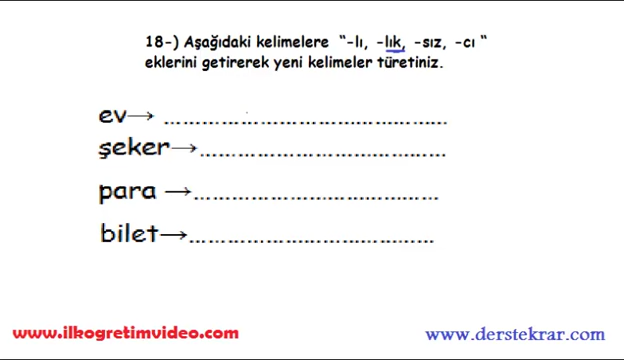 18-) Aşağıdaki kelimelere "-lı, -lık, -sız, -cı "
eklerini getirerek yeni kelimeler türetiniz.
ev→ ................................................
şeker→................................................
para →................................................
bilet→................................................
www.ilkogretimvideo.com
www.derstekrar.com